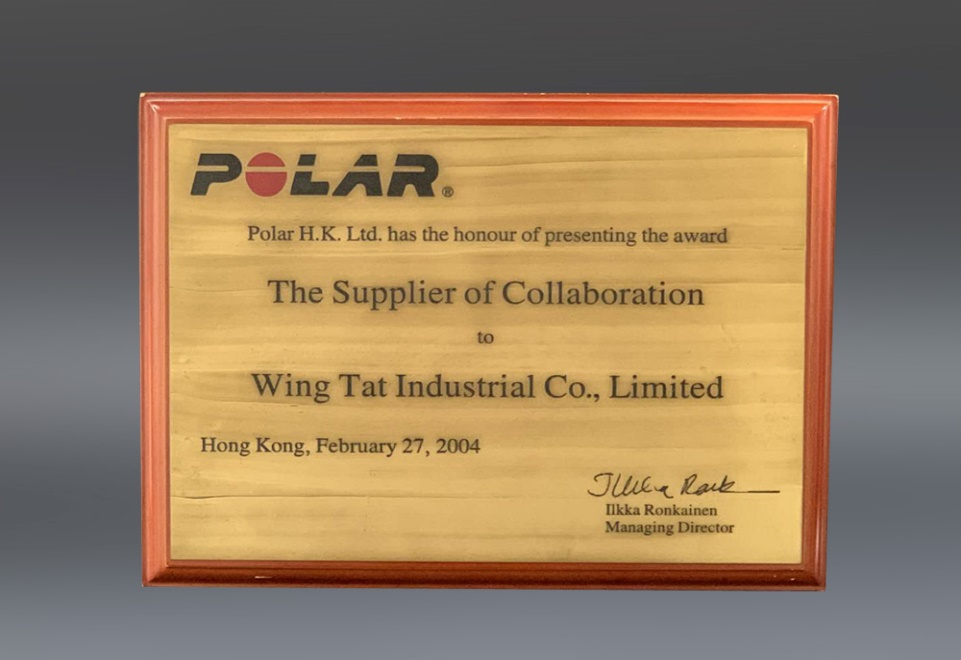 POLAR®
Polar H.K. Ltd. has the honour of presenting the award
The Supplier of Collaboration
to
Wing Tat Industrial Co., Limited
Hong Kong, February 27, 2004
Ilkka Ronkainen
Managing Director